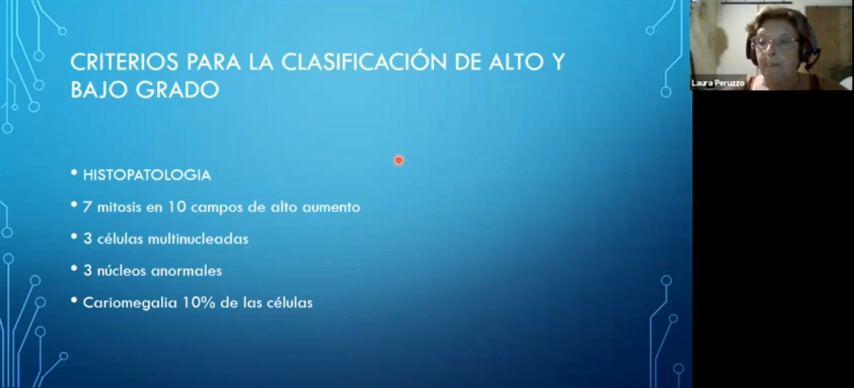 CRITERIOS PARA LA CLASIFICACIÓN DE ALTO Y
BAJO GRADO
• HISTOPATOLOGIA
• 7 mitosis en 10 campos de alto aumento
• 3 células multinucleadas
• 3 núcleos anormales
• Cariomegalia 10% de las células
Laura Peruzzo